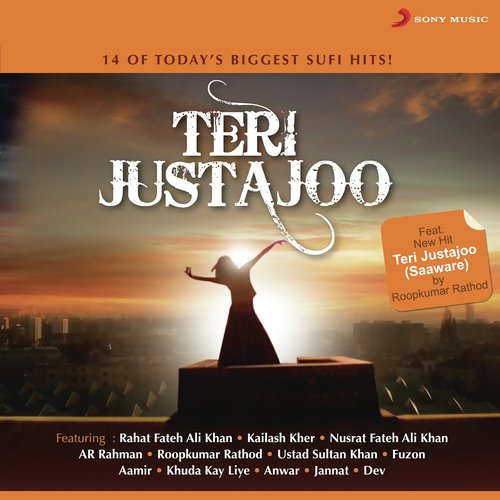 SONY MUSIC
14 OF TODAY'S BIGGEST SUFI HITS!
TERI
JUSTAJOO
Feat.
New Hit
Teri Justajoo
(Saaware)
by
Roopkumar Rathod
Featuring : Rahat Fateh Ali Khan • Kailash Kher • Nusrat Fateh Ali Khan
AR Rahman • Roopkumar Rathod • Ustad Sultan Khan • Fuzon
Aamir • Khuda Kay Liye • Anwar • Jannat • Dev